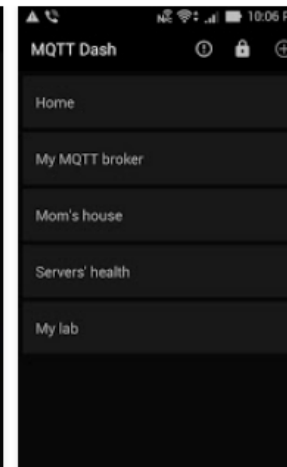 10:06 P
MQTT Dash
Home
My MQTT broker
Mom's house
Servers' health
My lab